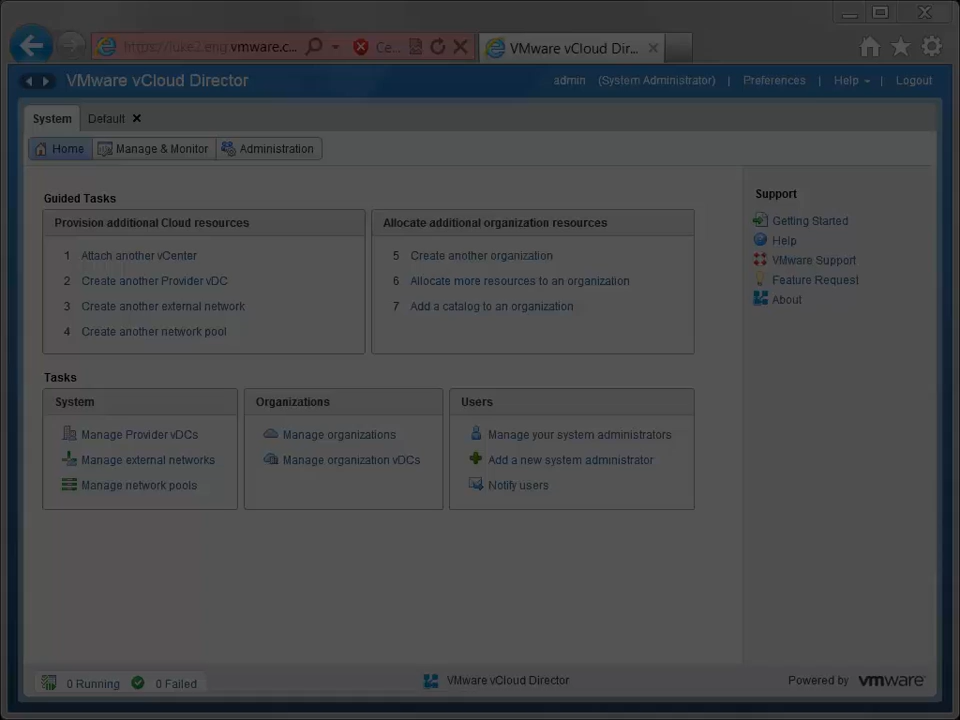 https://luke2.eng.vmware.c... Ce... VMware vCloud Dir...
VMware vCloud Director admin (System Administrator) | Preferences | Help | Logout
System Default
Home Manage & Monitor Administration
Guided Tasks
Provision additional Cloud resources
1 Attach another vCenter
2 Create another Provider vDC
3 Create another external network
4 Create another network pool
Allocate additional organization resources
5 Create another organization
6 Allocate more resources to an organization
7 Add a catalog to an organization
Tasks
System
Manage Provider vDCs
Manage external networks
Manage network pools
Organizations
Manage organizations
Manage organization vDCs
Users
Manage your system administrators
Add a new system administrator
Notify users
Support
Getting Started
Help
VMware Support
Feature Request
About
0 Running 0 Failed VMware vCloud Director Powered by vmware